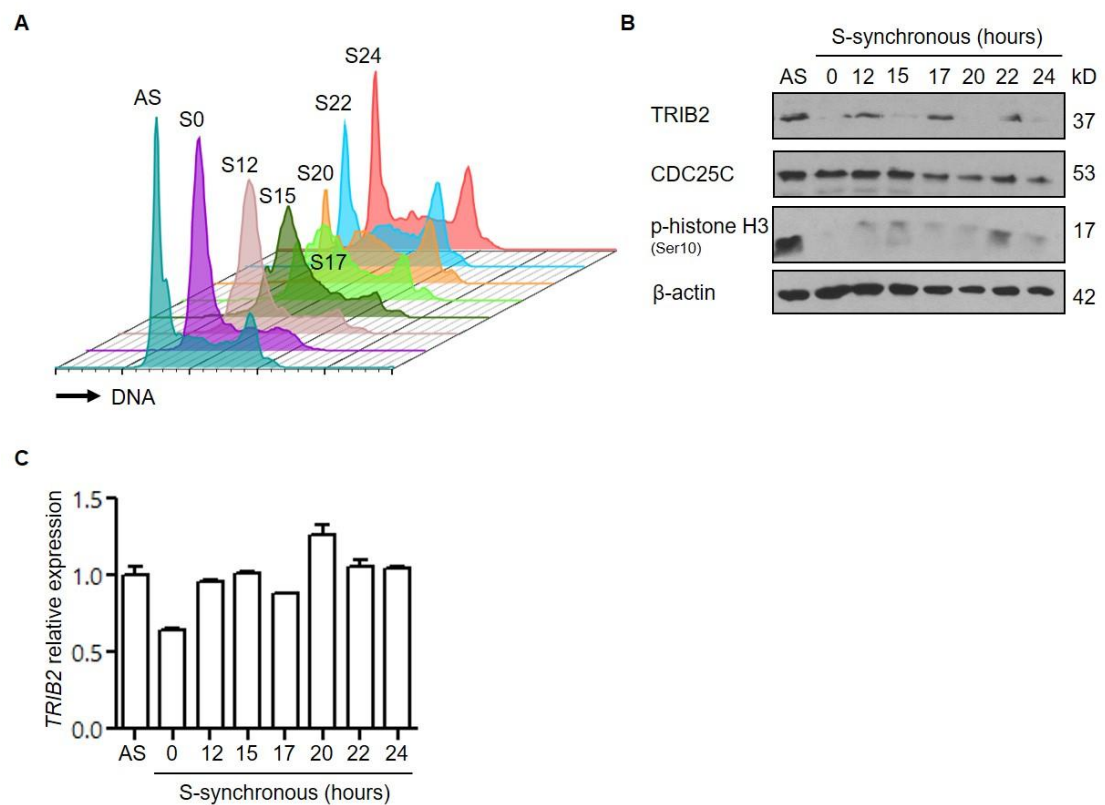 A
AS
S0
S12
S15
S17
S20
S22
S24
DNA
B
S-synchronous (hours)
AS 0 12 15 17 20 22 24 kD
TRIB2 37
CDC25C 53
p-histone H3 17
(Ser10)
β-actin 42
C
TRIB2 relative expression
1.5
1.0
0.5
0.0
AS 0 12 15 17 20 22 24
S-synchronous (hours)